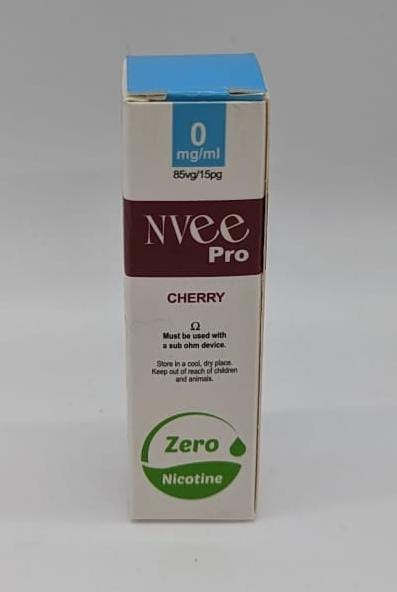 0
mg/ml
85vg/15pg
NVee
Pro
CHERRY
Ω
Must be used with
a sub ohm device.
Store in a cool, dry place.
Keep out of reach of children
and animals.
Zero
Nicotine